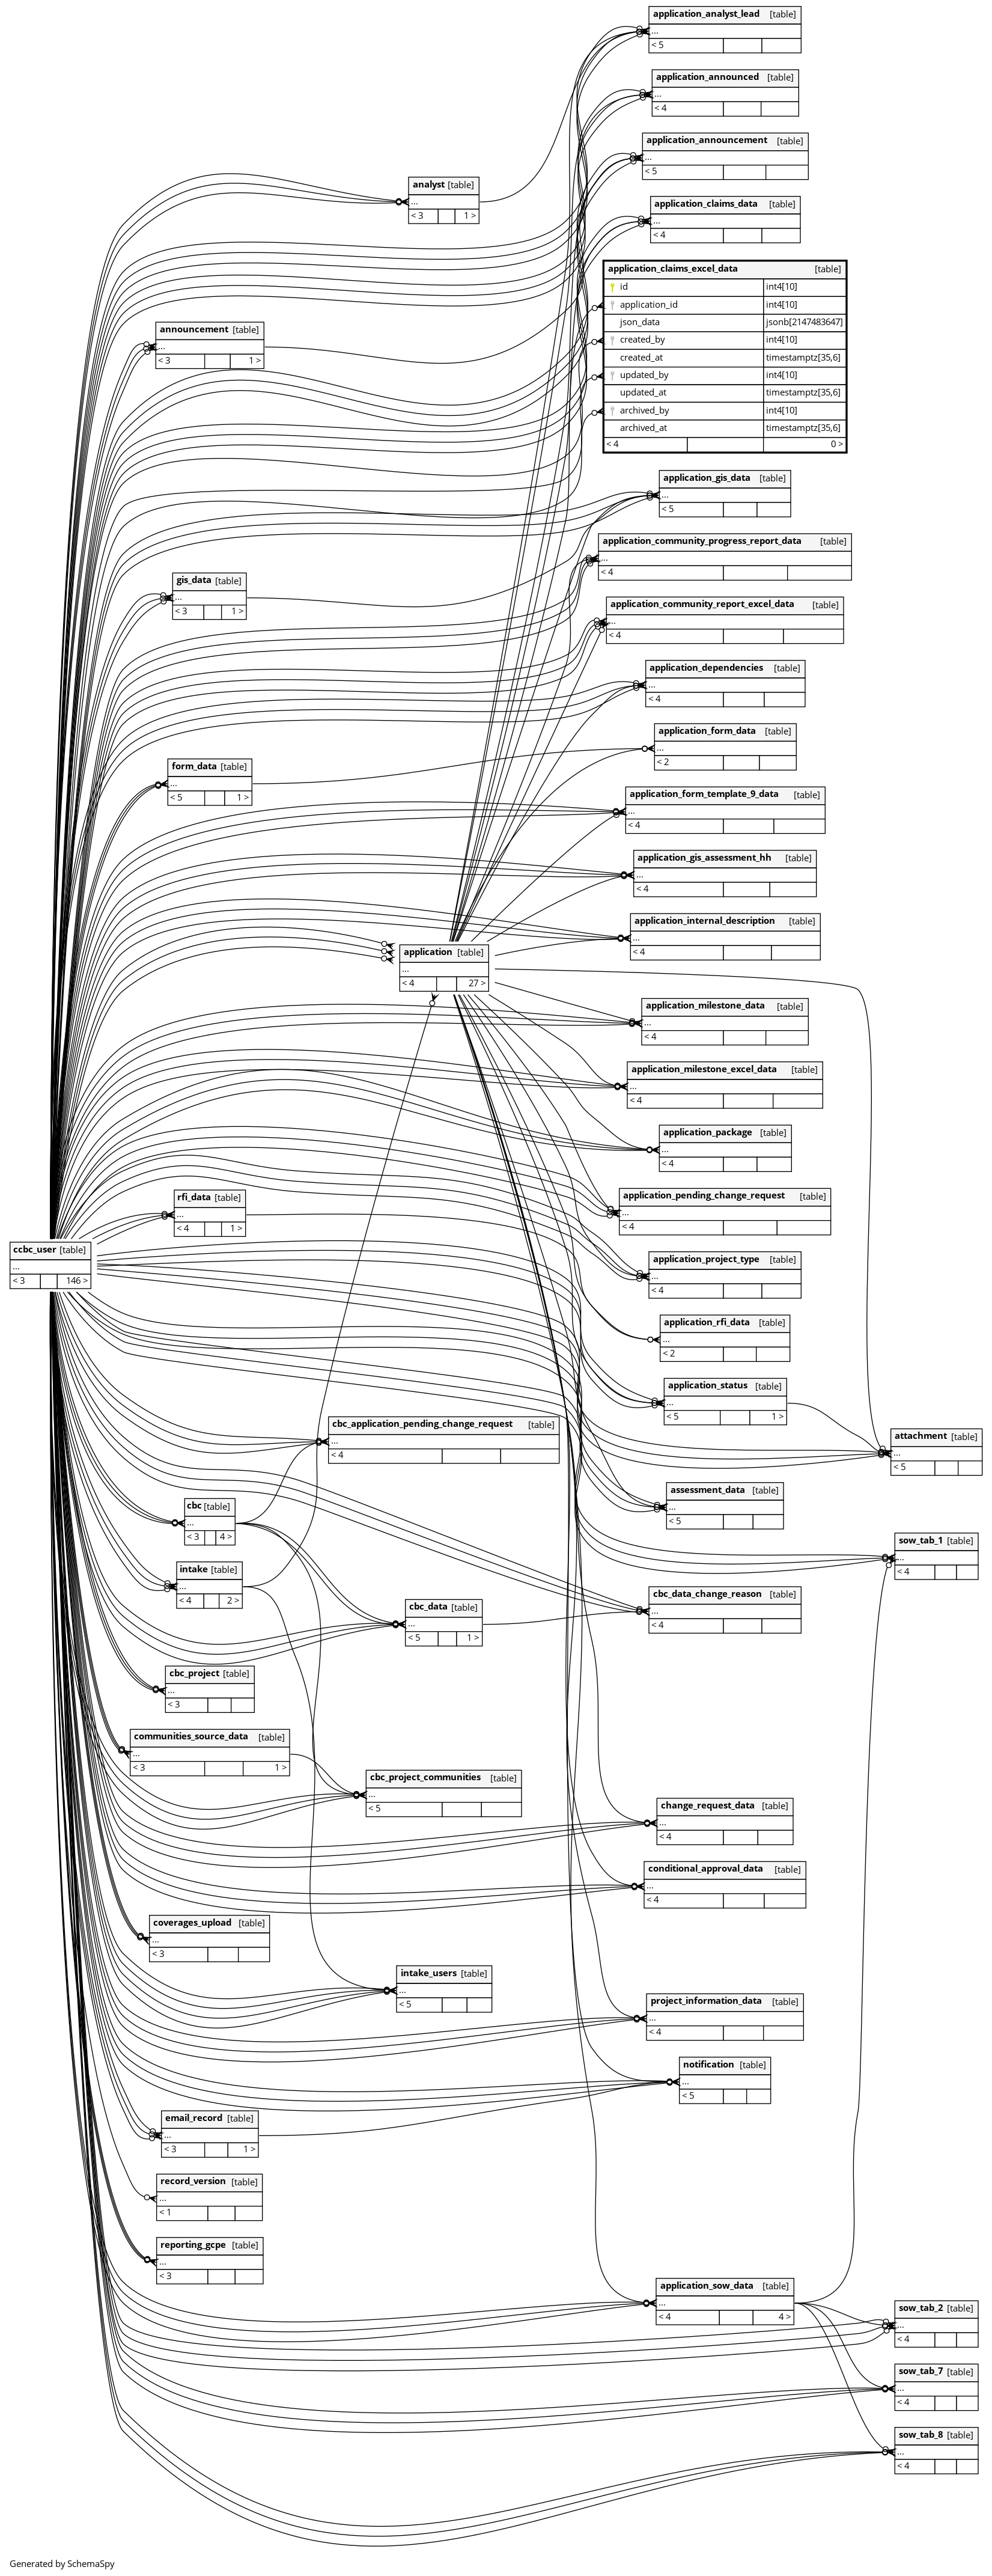 application_analyst_lead [table]
...
< 5
application_announced [table]
...
< 4
application_announcement [table]
...
< 5
analyst [table]
...
< 3 1 >
application_claims_data [table]
...
< 4
application_claims_excel_data [table]
id int4[10]
application_id int4[10]
json_data jsonb[2147483647]
created_by int4[10]
created_at timestamptz[35,6]
updated_by int4[10]
updated_at timestamptz[35,6]
archived_by int4[10]
archived_at timestamptz[35,6]
< 4 0 >
announcement [table]
...
< 3 1 >
application_gis_data [table]
...
< 5
application_community_progress_report_data [table]
...
< 4
gis_data [table]
...
< 3 1 >
application_community_report_excel_data [table]
...
< 4
application_dependencies [table]
...
< 4
application_form_data [table]
...
< 2
form_data [table]
...
< 5 1 >
application_form_template_9_data [table]
...
< 4
application_gis_assessment_hh [table]
...
< 4
application_internal_description [table]
...
< 4
application [table]
...
< 4 27 >
application_milestone_data [table]
...
< 4
application_milestone_excel_data [table]
...
< 4
application_package [table]
...
< 4
application_pending_change_request [table]
...
< 4
rfi_data [table]
...
< 4 1 >
ccbc_user [table]
...
< 3 146 >
application_project_type [table]
...
< 4
application_rfi_data [table]
...
< 2
application_status [table]
...
< 5 1 >
cbc_application_pending_change_request [table]
...
< 4
attachment [table]
...
< 5
assessment_data [table]
...
< 5
cbc [table]
...
< 3 4 >
sow_tab_1 [table]
...
< 4
intake [table]
...
< 4 2 >
cbc_data_change_reason [table]
...
< 4
cbc_data [table]
...
< 5 1 >
cbc_project [table]
...
< 3
communities_source_data [table]
...
< 3 1 >
cbc_project_communities [table]
...
< 5
change_request_data [table]
...
< 4
conditional_approval_data [table]
...
< 4
coverages_upload [table]
...
< 3
intake_users [table]
...
< 5
project_information_data [table]
...
< 4
notification [table]
...
< 5
email_record [table]
...
< 3 1 >
record_version [table]
...
< 1
reporting_gcpe [table]
...
< 3
application_sow_data [table]
...
< 4 4 >
sow_tab_2 [table]
...
< 4
sow_tab_7 [table]
...
< 4
sow_tab_8 [table]
...
< 4
Generated by SchemaSpy